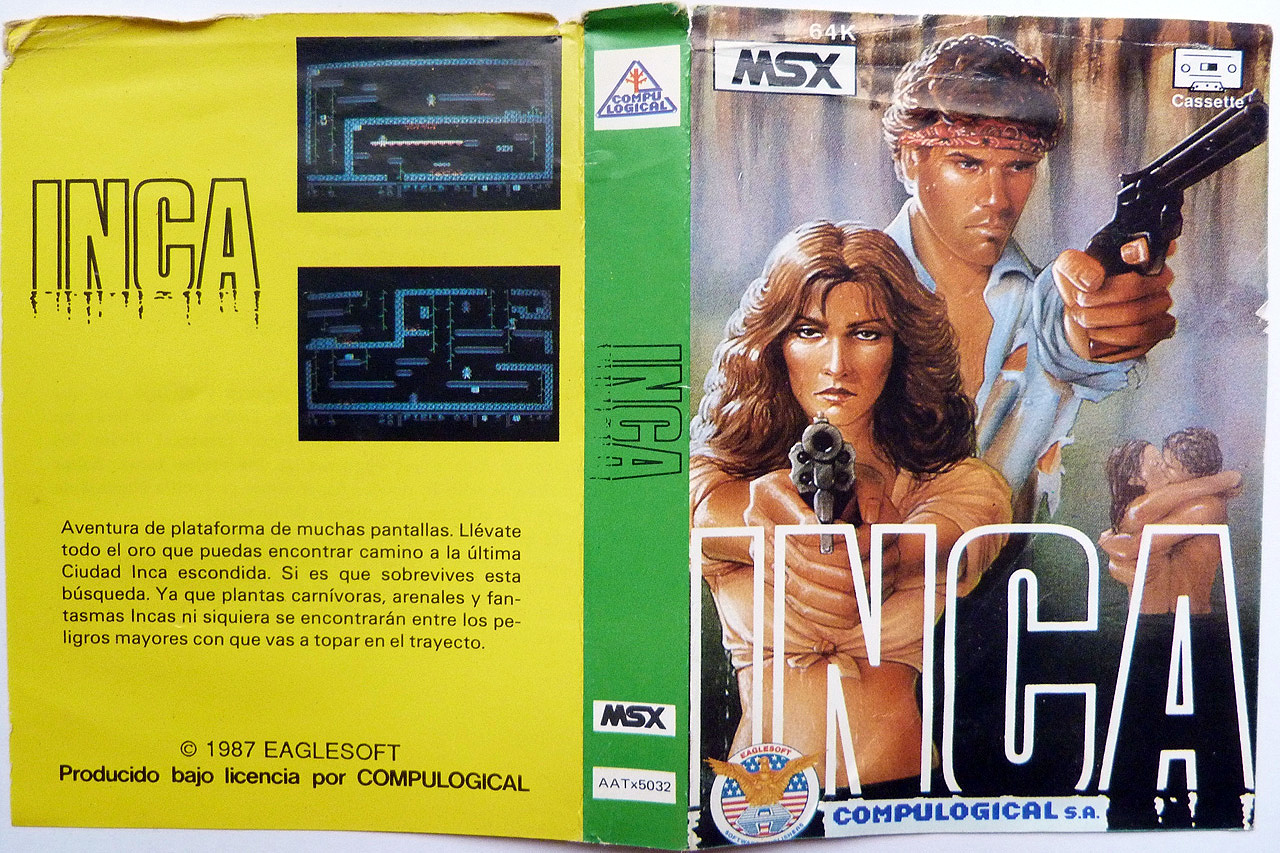 INCA
Aventura de plataforma de muchas pantallas. Llévate
todo el oro que puedas encontrar camino a la última
Ciudad Inca escondida. Si es que sobrevives esta
búsqueda. Ya que plantas carnívoras, arenales y fan-
tasmas Incas ni siquiera se encontrarán entre los pe-
ligros mayores con que vas a topar en el trayecto.
© 1987 EAGLESOFT
Producido bajo licencia por COMPULOGICAL
COMPU
LOGICAL
INCA
MSX
AATx5032
64K
MSX
Cassette
INCA
EAGLESOFT
SOFTWARE PUBLISHERS
COMPULOGICAL S.A.